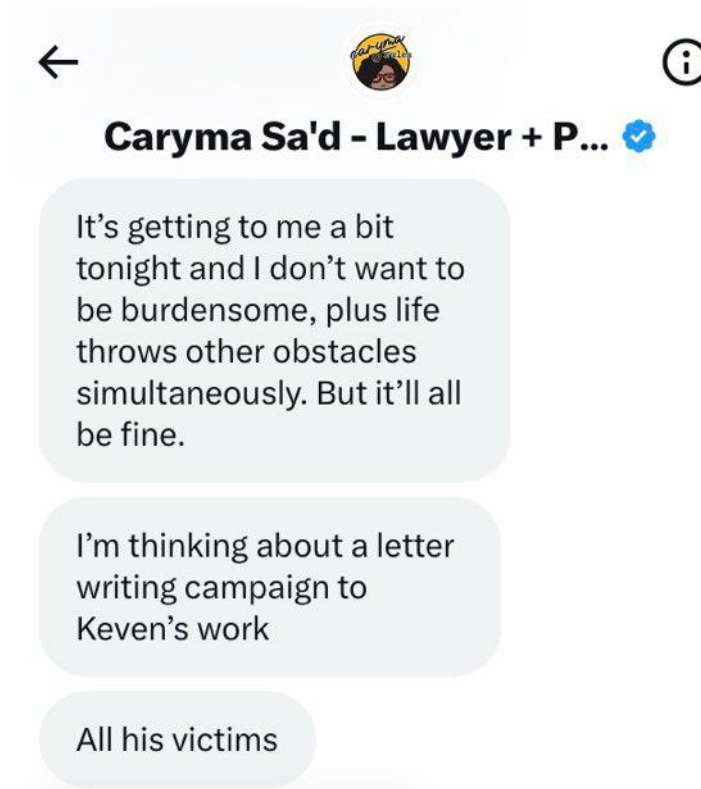 caryma
rules
Caryma Sa'd - Lawyer + P...
It’s getting to me a bit
tonight and I don’t want to
be burdensome, plus life
throws other obstacles
simultaneously. But it’ll all
be fine.
I’m thinking about a letter
writing campaign to
Keven’s work
All his victims